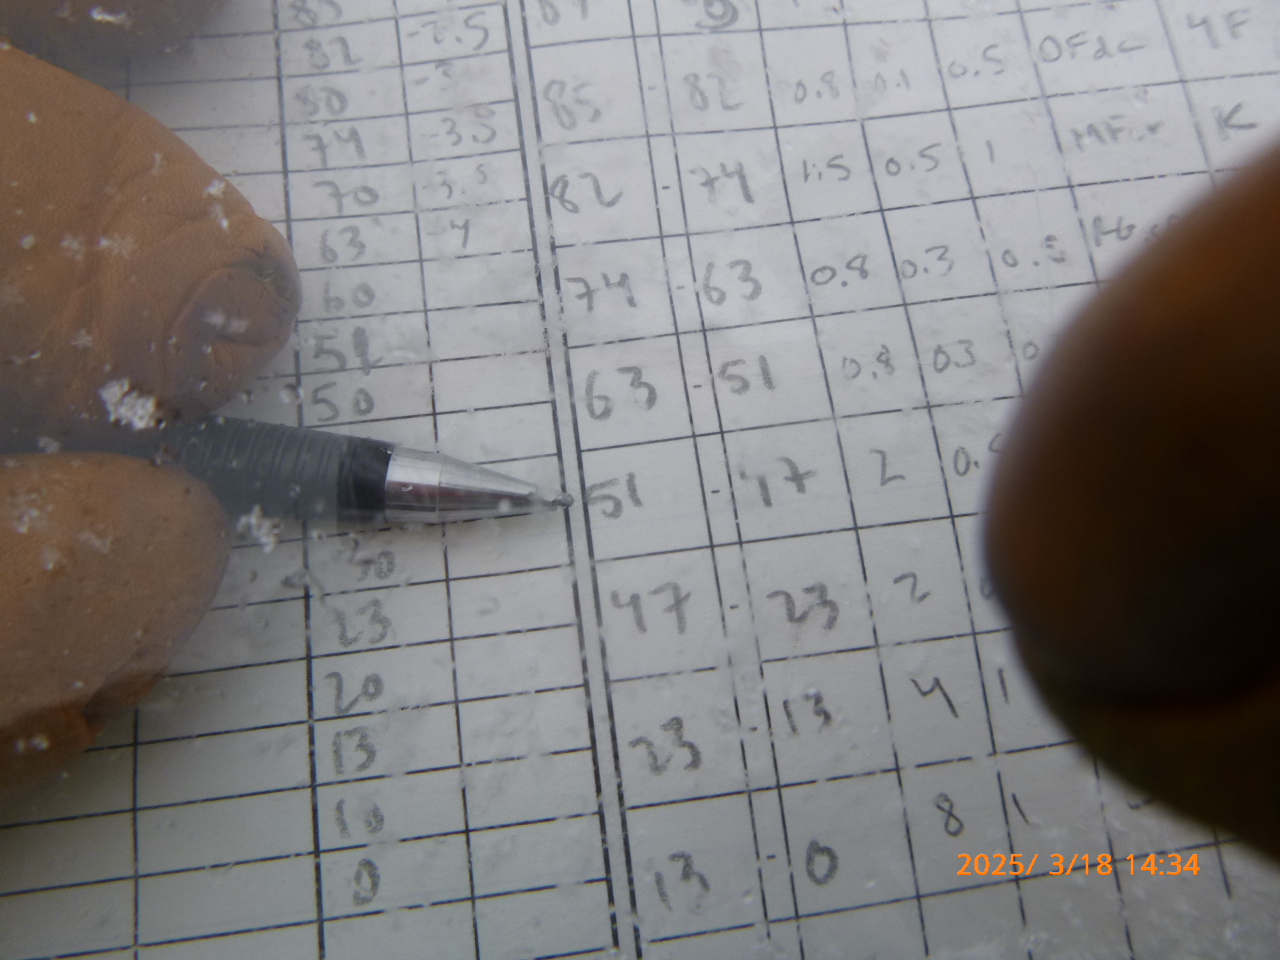 82 -2.5
80 -3 85 - 82 0.8 0.1 0.5 DFdc 4F
74 -3.5
70 -3.5 82 - 74 1.5 0.5 1 K
63 -4
60 74 - 63 0.8 0.3 0.5
51
50 63 - 51 0.8 0.3
51 - 47 2
30
23 47 - 23 2
20
13 23 - 13 4 1
10
0 13 - 0 8 1
2025/ 3/18 14:34